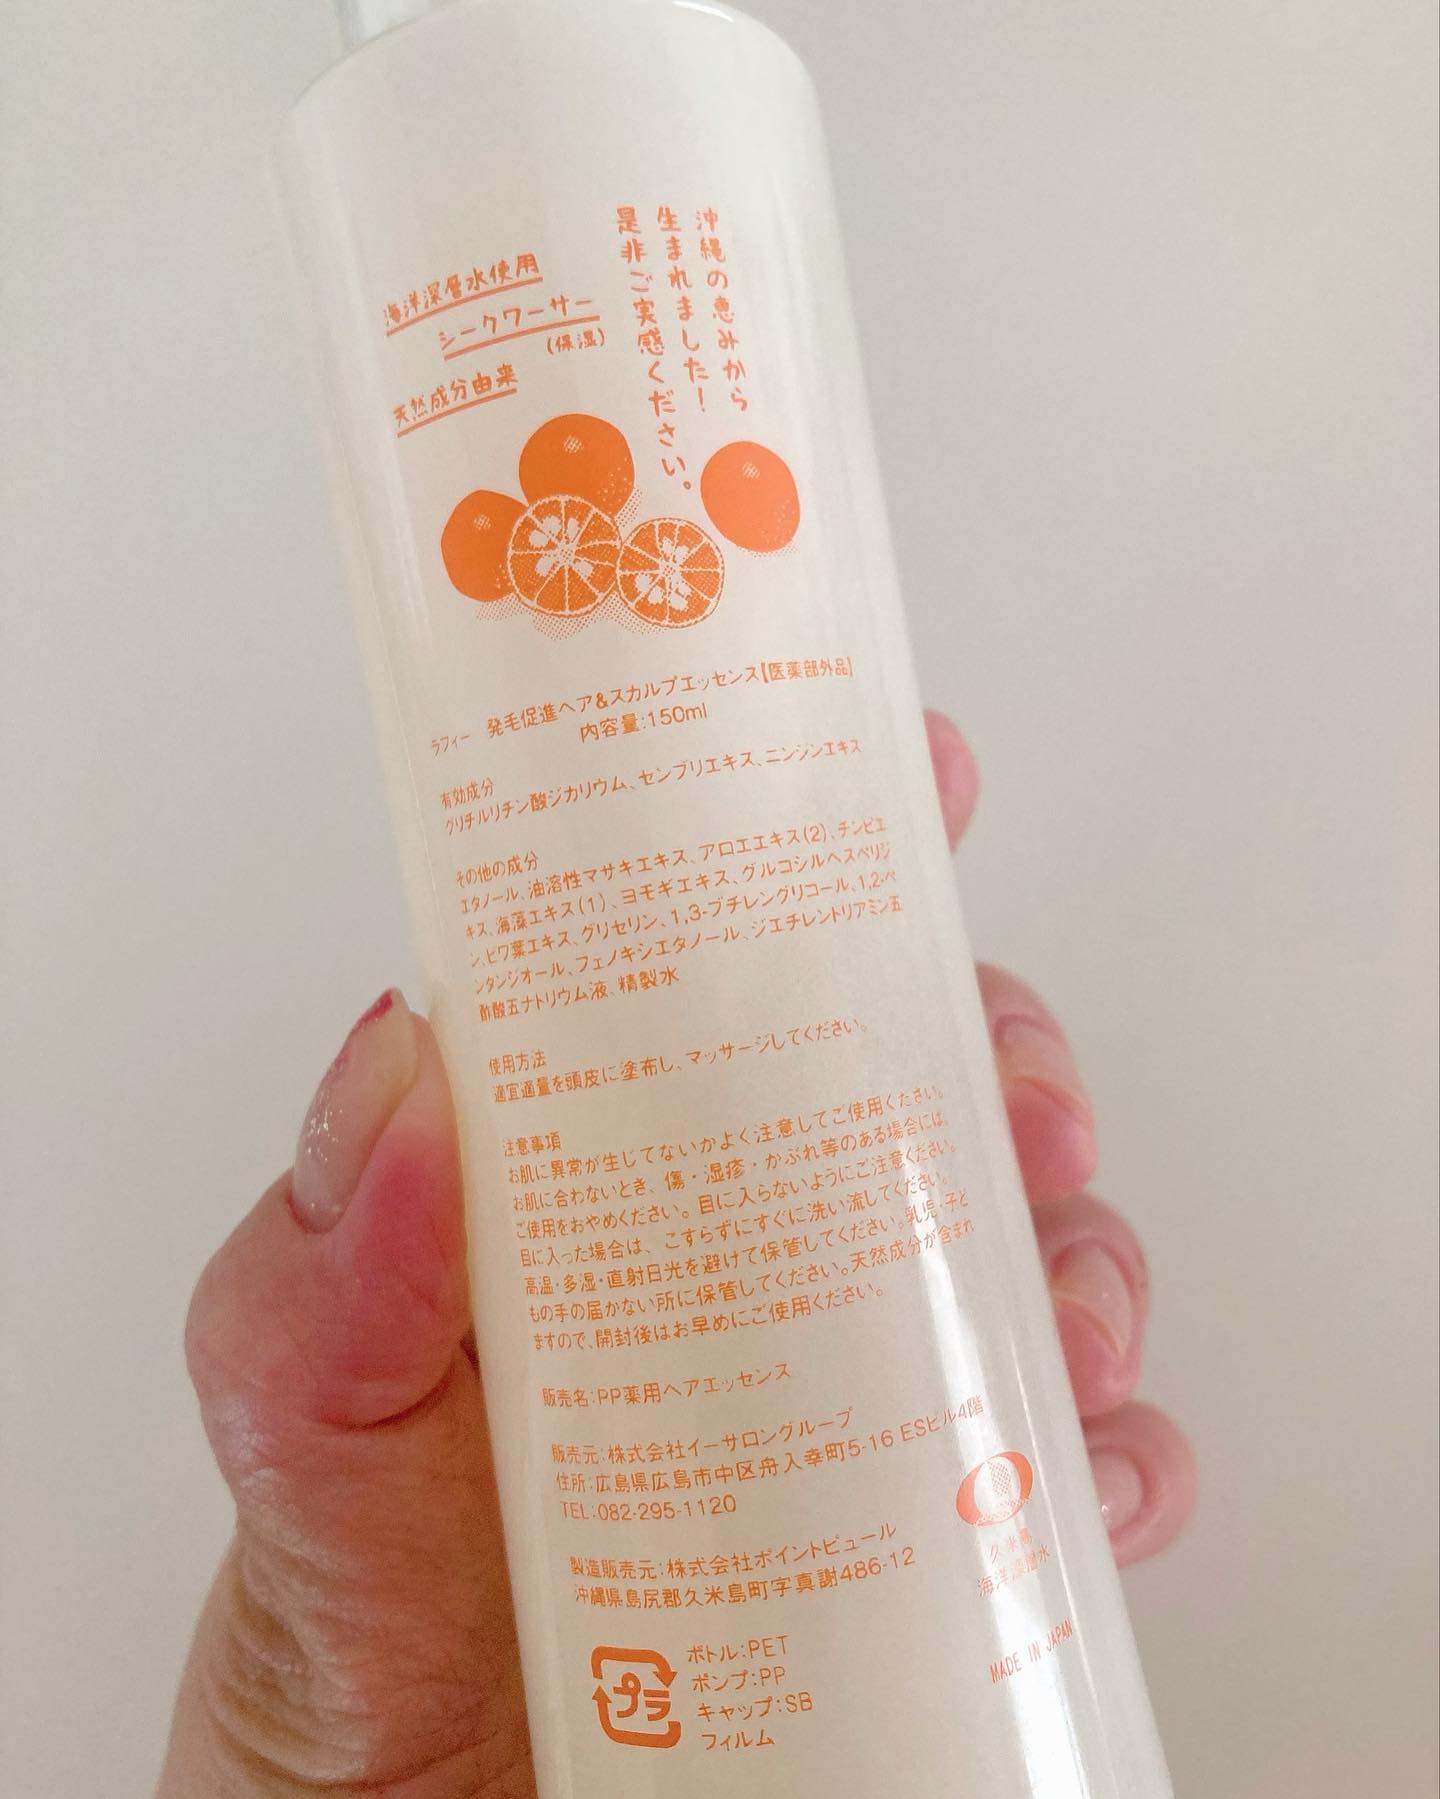 沖縄の恵みから
生まれました!
是非ご実感ください。
海洋深層水使用
シークワーサー
(保湿)
天然成分由来
ラフィー 発毛促進ヘア&スカルプエッセンス【医薬部外品】
内容量:150ml
有効成分
グリチルリチン酸ジカリウム、センブリエキス、ニンジンエキス
その他の成分
エタノール、油溶性マサキエキス、アロエエキス(2)、チンピエ
キス、海藻エキス(1)、ヨモギエキス、グルコシルヘスペリジ
ン、ビワ葉エキス、グリセリン、1,3-ブチレングリコール、1,2-ペ
ンタンジオール、フェノキシエタノール、ジエチレントリアミン五
酢酸五ナトリウム液、精製水
使用方法
適宜適量を頭皮に塗布し、マッサージしてください。
注意事項
お肌に異常が生じてないかよく注意してご使用ください。
お肌に合わないとき、傷・湿疹・かぶれ等のある場合には、
ご使用をおやめください。目に入らないようにご注意ください。
目に入った場合は、こすらずにすぐに洗い流してください。
高温・多湿・直射日光を避けて保管してください。乳児・子ど
もの手の届かない所に保管してください。天然成分が含まれ
ますので、開封後はお早めにご使用ください。
販売名:PP薬用ヘアエッセンス
販売元:株式会社イーサロングループ
住所:広島県広島市中区舟入幸町5-16 ESビル4階
TEL:082-295-1120
製造販売元:株式会社ポイントピュール
沖縄県島尻郡久米島町字真謝486-12
久米島
海洋深層水
MADE IN JAPAN
プラ
ボトル:PET
ポンプ:PP
キャップ:SB
フィルム